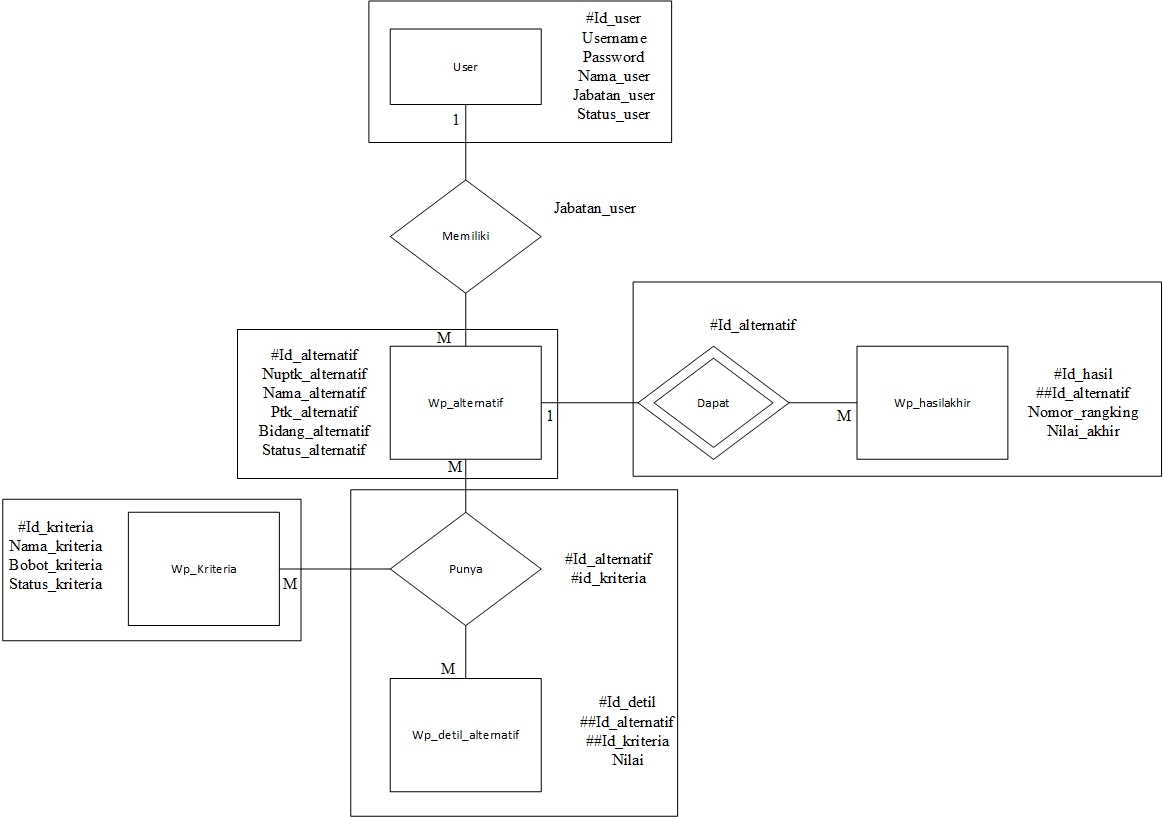 #Id_user
Username
Password
Nama_user
Jabatan_user
Status_user
User
1
Memiliki
Jabatan_user
M
#Id_alternatif
Nuptk_alternatif
Nama_alternatif
Ptk_alternatif
Bidang_alternatif
Status_alternatif
Wp_alternatif
1
M
#Id_alternatif
Dapat
M
Wp_hasilakhir
#Id_hasil
##Id_alternatif
Nomor_rangking
Nilai_akhir
#Id_kriteria
Nama_kriteria
Bobot_kriteria
Status_kriteria
Wp_Kriteria
M
Punya
#Id_alternatif
#id_kriteria
M
Wp_detil_alternatif
#Id_detil
##Id_alternatif
##Id_kriteria
Nilai